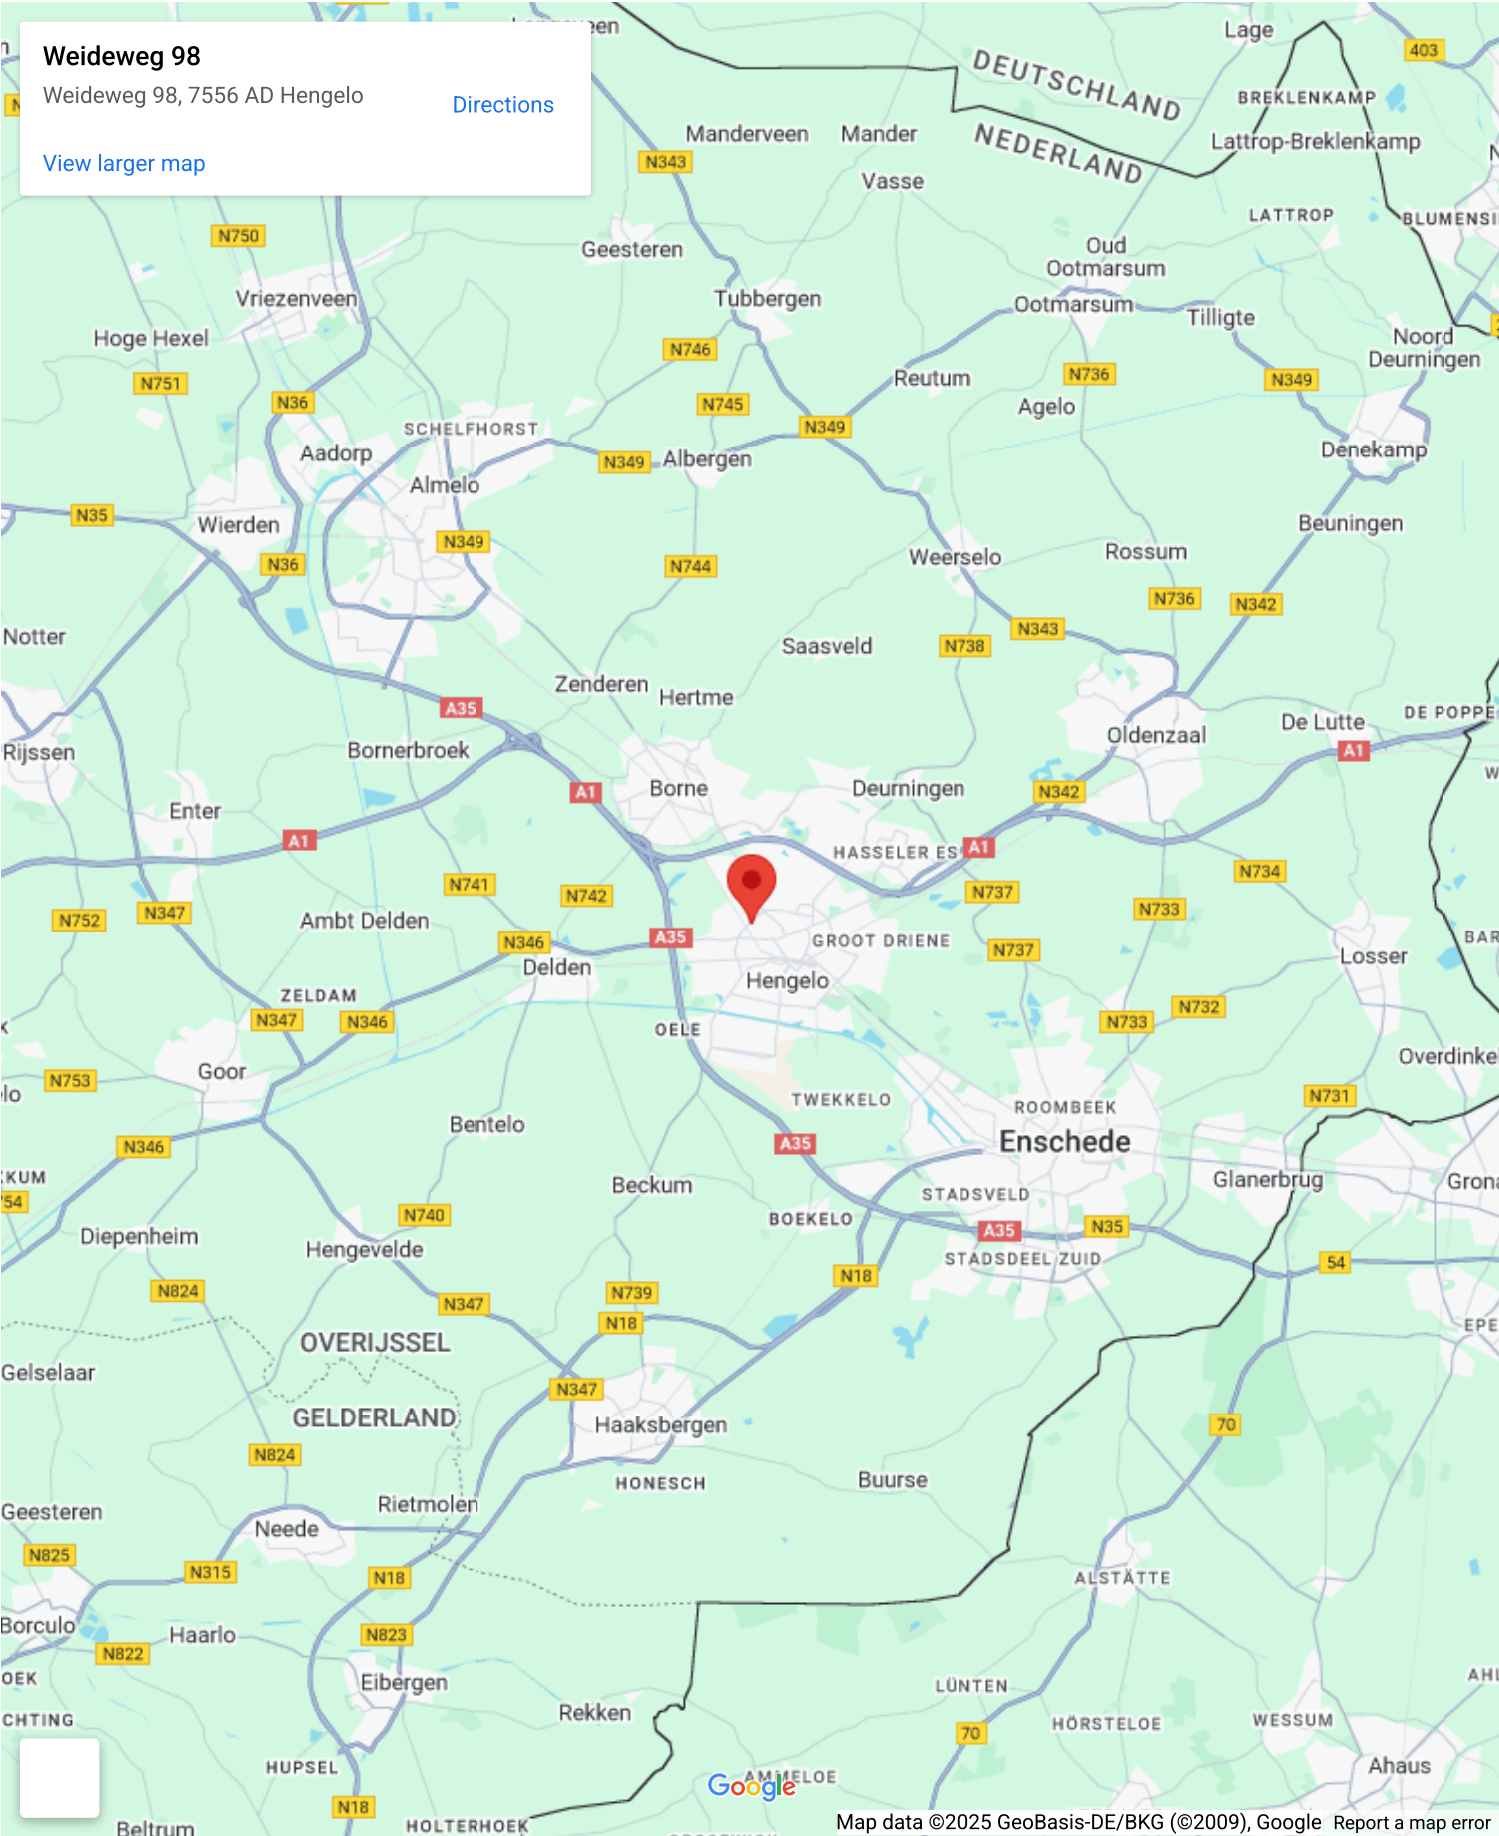 Weideweg 98
Weideweg 98, 7556 AD Hengelo
Directions
View larger map
Lage
403
DEUTSCHLAND
NEDERLAND
BREKLENKAMP
Lattrop-Breklenkamp
Manderveen
Mander
N343
Vasse
LATTROP
N750
Geesteren
Oud
Ootmarsum
Vriezenveen
Tubbergen
Ootmarsum
Tilligte
Hoge Hexel
Noord
Deurningen
N746
N751
Reutum
N736
N349
N36
N745
Agelo
SCHELFHORST
N349
Aadorp
N349
Albergen
Denekamp
Almelo
N35
Wierden
Beuningen
N349
N36
N744
Weerselo
Rossum
N736
N342
Notter
N343
Saasveld
N738
Zenderen
Hertme
A35
De Lutte
DE POPPE
Rijssen
Bornerbroek
Oldenzaal
A1
Borne
Deurningen
A1
N342
Enter
A1
HASSELER ES
A1
N734
N741
N742
N737
N752
N347
Ambt Delden
N733
N346
A35
GROOT DRIENE
N737
Losser
Delden
Hengelo
ZELDAM
N347
N346
OELE
N733
N732
Goor
Overdinkel
N753
TWEKKELO
ROOMBEEK
N731
Bentelo
Enschede
N346
A35
Glanerbrug
Beckum
STADSVELD
N740
BOEKELO
A35
N35
Diepenheim
Hengevelde
STADSDEEL ZUID
54
N18
N824
N739
N347
N18
OVERIJSSEL
EPE
Gelselaar
N347
GELDERLAND
Haaksbergen
70
N824
HONESCH
Buurse
Rietmolen
Geesteren
Neede
N825
N315
N18
ALSTÄTTE
Borculo
Haarlo
N823
N822
Eibergen
LÜNTEN
Rekken
HÖRSTELOE
WESSUM
70
HUPSEL
Ahaus
AMMELOE
Google
N18
HOLTERHOEK
Beltrum
Map data ©2025 GeoBasis-DE/BKG (©2009), Google
Report a map error